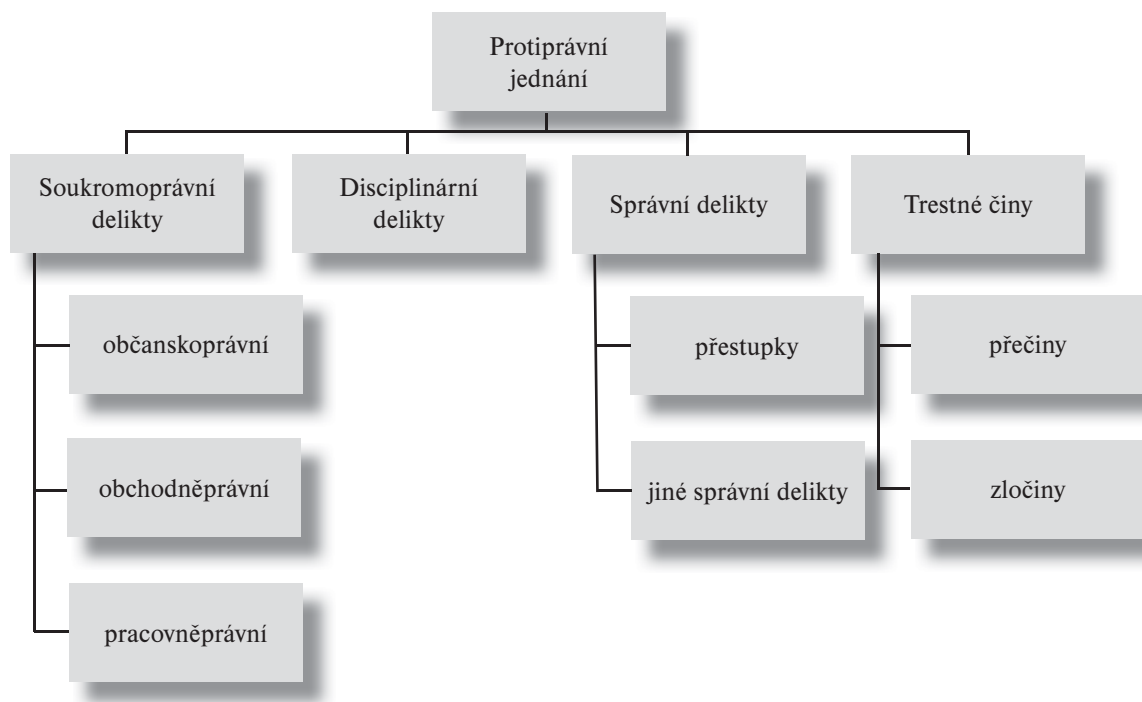 Protiprávní
jednání
Soukromoprávní
delikty
Disciplinární
delikty
Správní delikty
Trestné činy
občanskoprávní
přestupky
přečiny
obchodněprávní
jiné správní delikty
zločiny
pracovněprávní